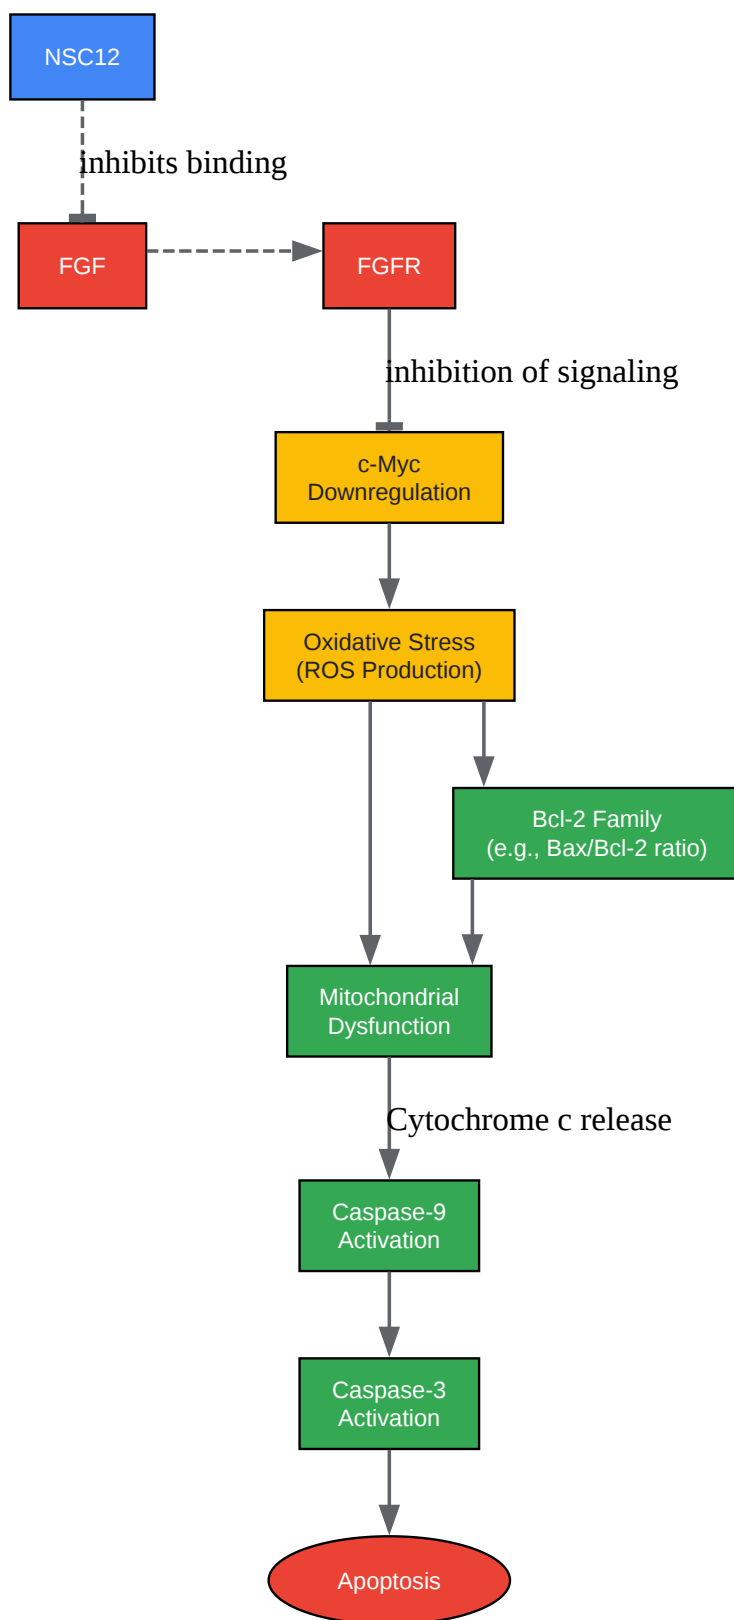 NSC12
inhibits binding
FGF
FGFR
inhibition of signaling
c-Myc
Downregulation
Oxidative Stress
(ROS Production)
Bcl-2 Family
(e.g., Bax/Bcl-2 ratio)
Mitochondrial
Dysfunction
Cytochrome c release
Caspase-9
Activation
Caspase-3
Activation
Apoptosis